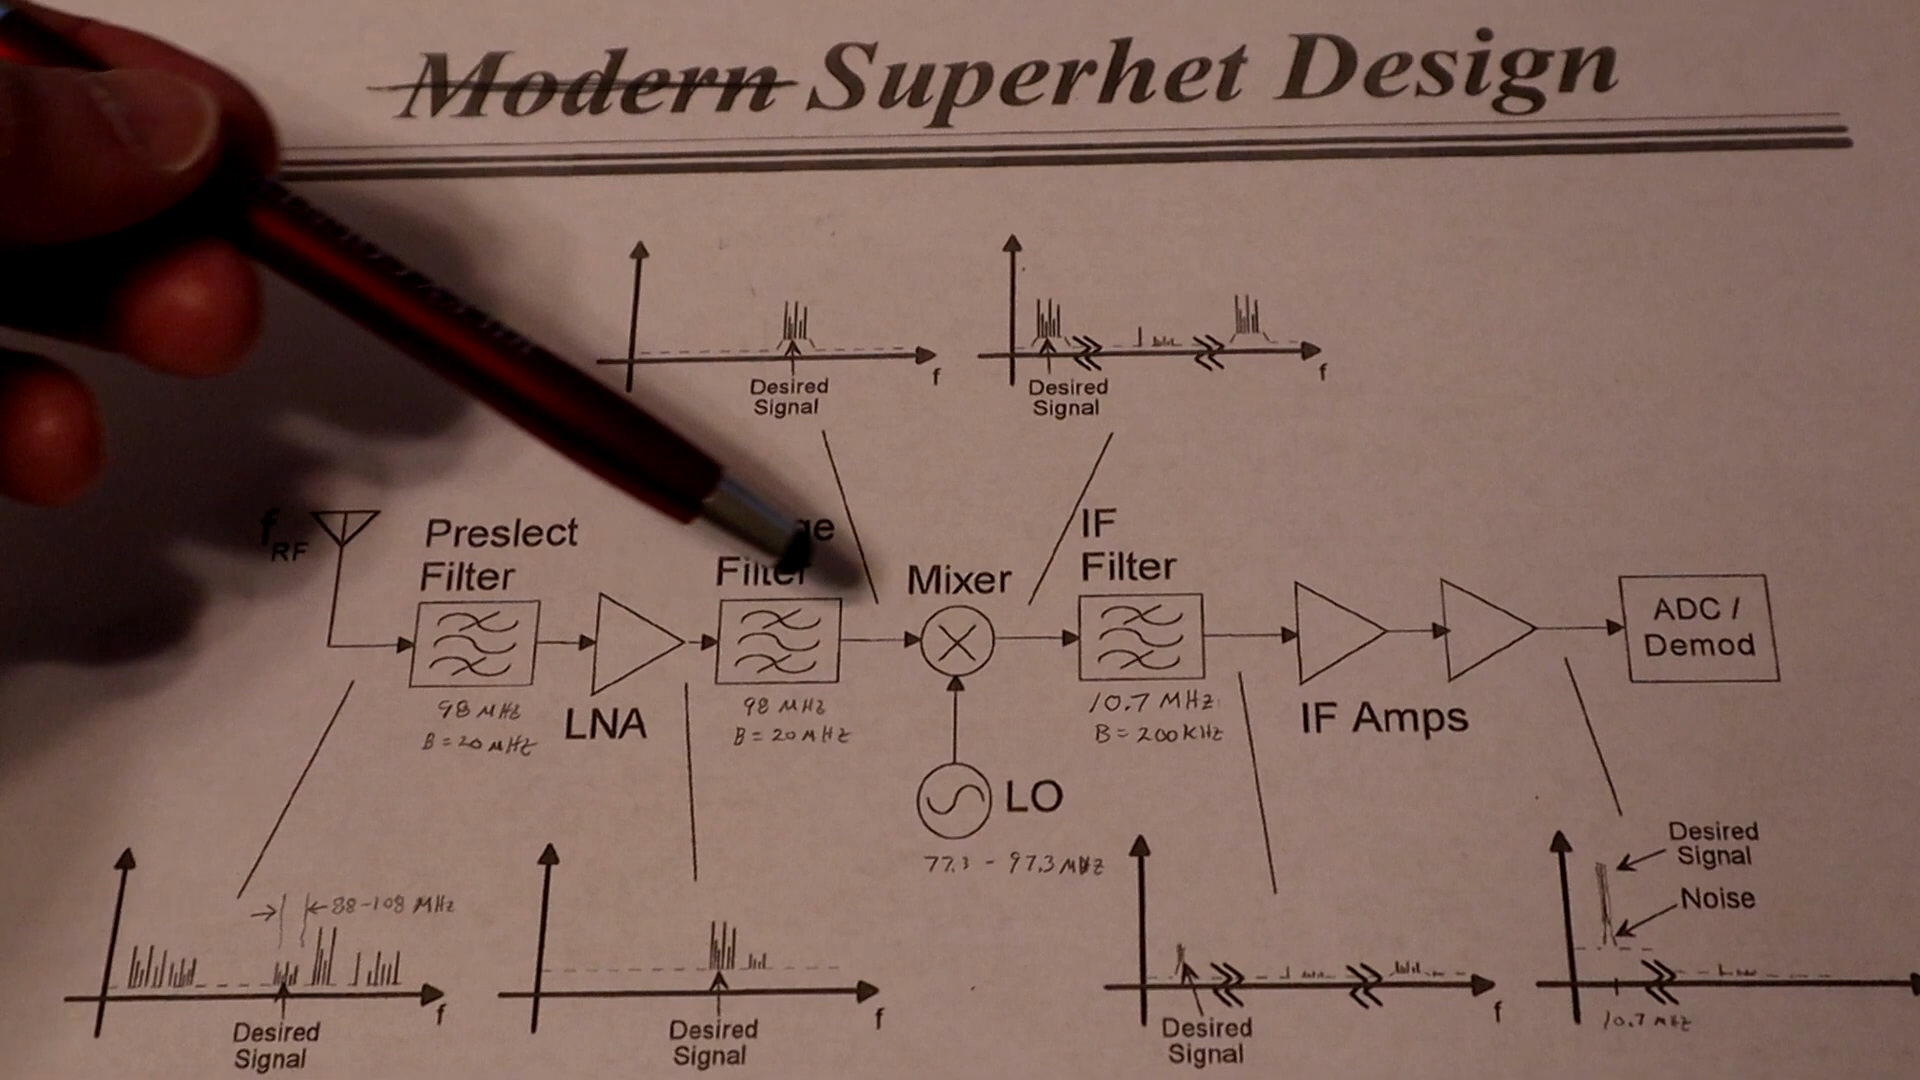 Modern Superhet Design
Desired
Signal
f
Desired
Signal
f
fRF
Preslect
Filter
98 MHz
B = 20 MHz
LNA
Filter
98 MHz
B = 20 MHz
Mixer
LO
77.3 - 97.3 MHz
IF
Filter
10.7 MHz
B = 200 KHz
IF Amps
ADC /
Demod
88-108 MHz
Desired
Signal
f
Desired
Signal
f
Desired
Signal
f
Desired
Signal
Noise
10.7 MHz